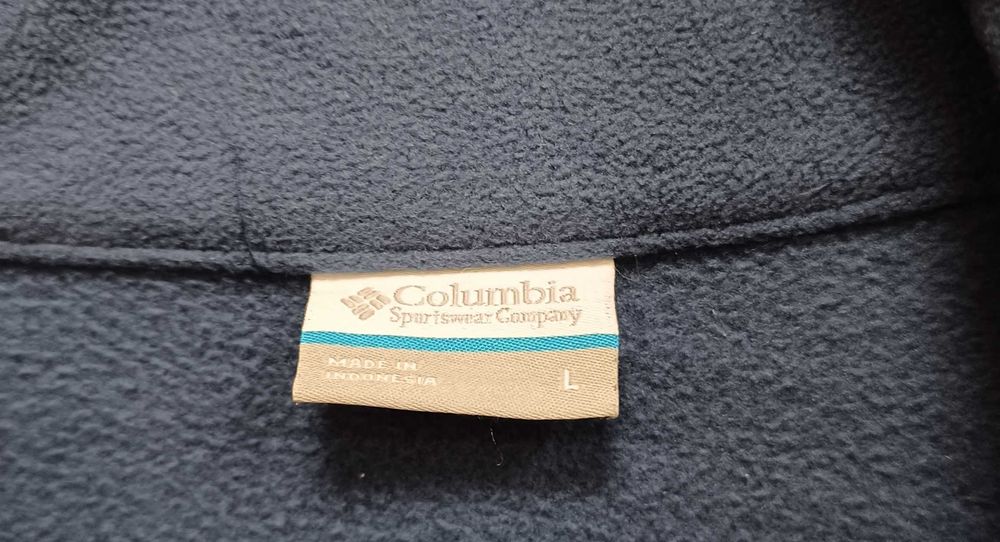 Columbia
Sportswear Company
MADE IN
INDONESIA
L